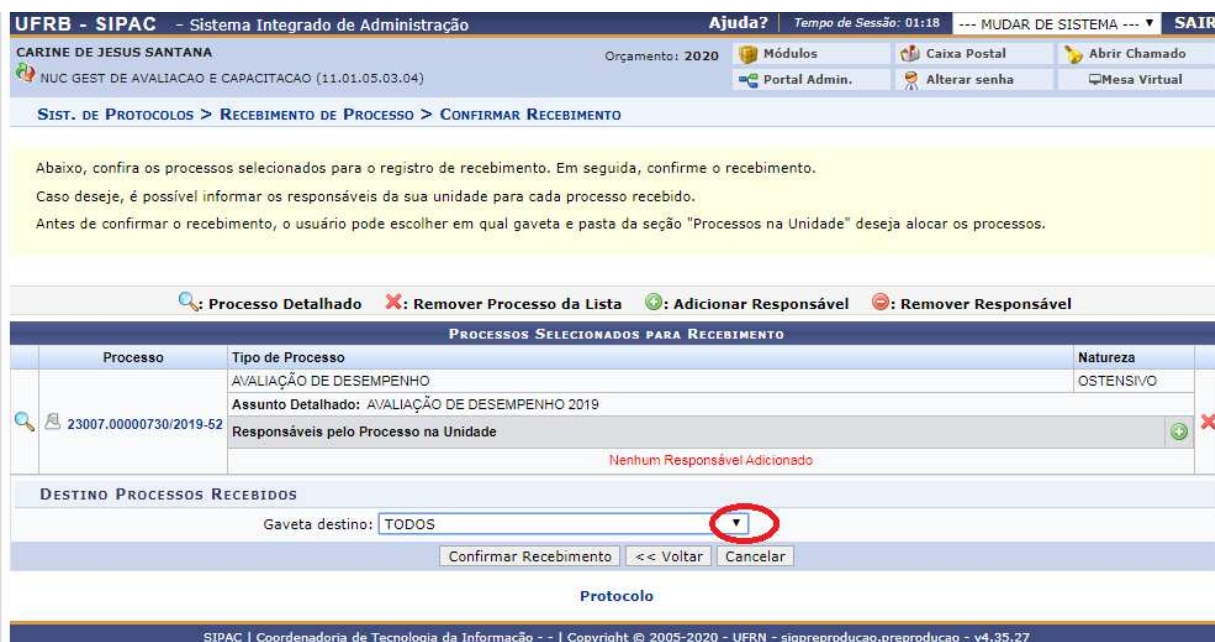 UFRB - SIPAC - Sistema Integrado de Administração Ajuda? Tempo de Sessão: 01:18 --- MUDAR DE SISTEMA --- SAIR
CARINE DE JESUS SANTANA Orçamento: 2020 Módulos Caixa Postal Abrir Chamado
NUC GEST DE AVALIACAO E CAPACITACAO (11.01.05.03.04) Portal Admin. Alterar senha Mesa Virtual
SIST. DE PROTOCOLOS > RECEBIMENTO DE PROCESSO > CONFIRMAR RECEBIMENTO
Abaixo, confira os processos selecionados para o registro de recebimento. Em seguida, confirme o recebimento.
Caso deseje, é possível informar os responsáveis da sua unidade para cada processo recebido.
Antes de confirmar o recebimento, o usuário pode escolher em qual gaveta e pasta da seção "Processos na Unidade" deseja alocar os processos.
: Processo Detalhado : Remover Processo da Lista : Adicionar Responsável : Remover Responsável
PROCESSOS SELECIONADOS PARA RECEBIMENTO
Processo Tipo de Processo Natureza
AVALIAÇÃO DE DESEMPENHO OSTENSIVO
Assunto Detalhado: AVALIAÇÃO DE DESEMPENHO 2019
23007.00000730/2019-52
Responsáveis pelo Processo na Unidade
Nenhum Responsável Adicionado
DESTINO PROCESSOS RECEBIDOS
Gaveta destino: TODOS
Confirmar Recebimento << Voltar Cancelar
Protocolo
SIPAC | Coordenadoria de Tecnologia da Informação - - | Copyright © 2005-2020 - UFRN - sigpreproducao.preproducao - v4.35.27